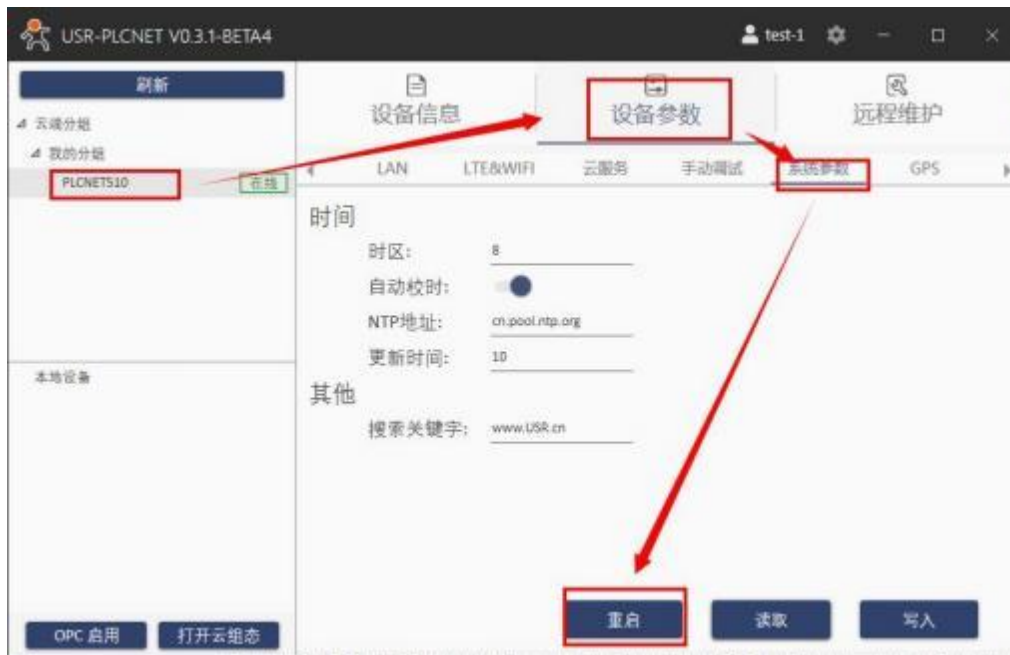 USR-PLCNET V0.3.1-BETA4
test-1
刷新
云端分组
我的分组
PLCNET510
在线
本地设备
OPC 启用
打开云组态
设备信息
设备参数
远程维护
LAN
LTE&WIFI
云服务
手动调试
系统参数
GPS
时间
时区: 8
自动校时:
NTP地址: cn.pool.ntp.org
更新时间: 10
其他
搜索关键字: www.USR.cn
重启
读取
写入